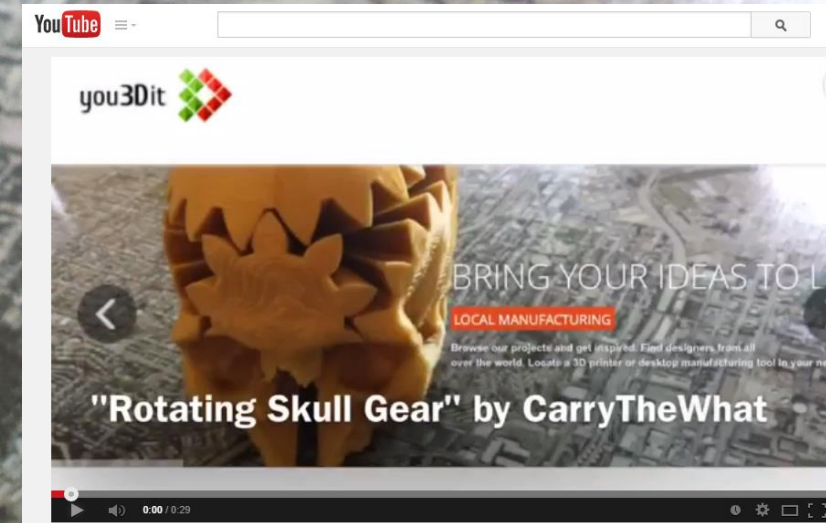 YouTube
you3Dit
BRING YOUR IDEAS TO L
LOCAL MANUFACTURING
Browse our projects and get inspired. Find designers from all
over the world. Locate a 3D printer or desktop manufacturing tool in your ne
"Rotating Skull Gear" by CarryTheWhat
0:00 / 0:29